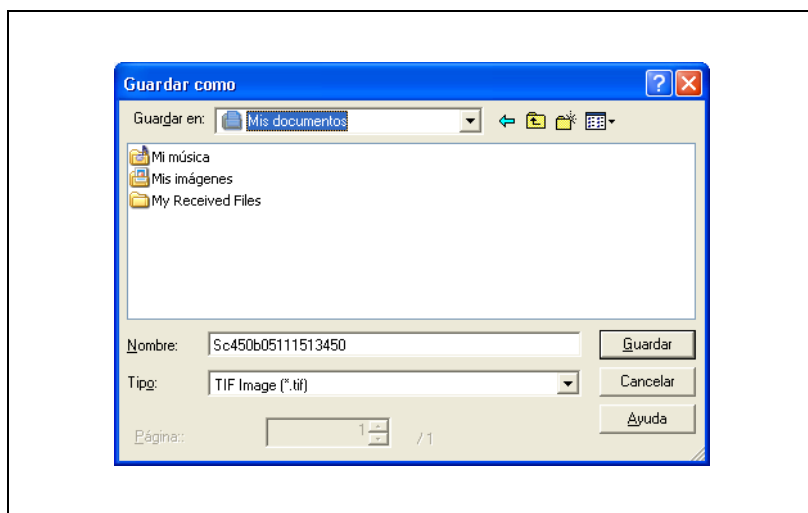 Guardar como
Guardar en: Mis documentos
Mi música
Mis imágenes
My Received Files
Nombre: Sc450b05111513450 Guardar
Tipo: TIF Image (*.tif) Cancelar
Ayuda
Página:: 1 / 1